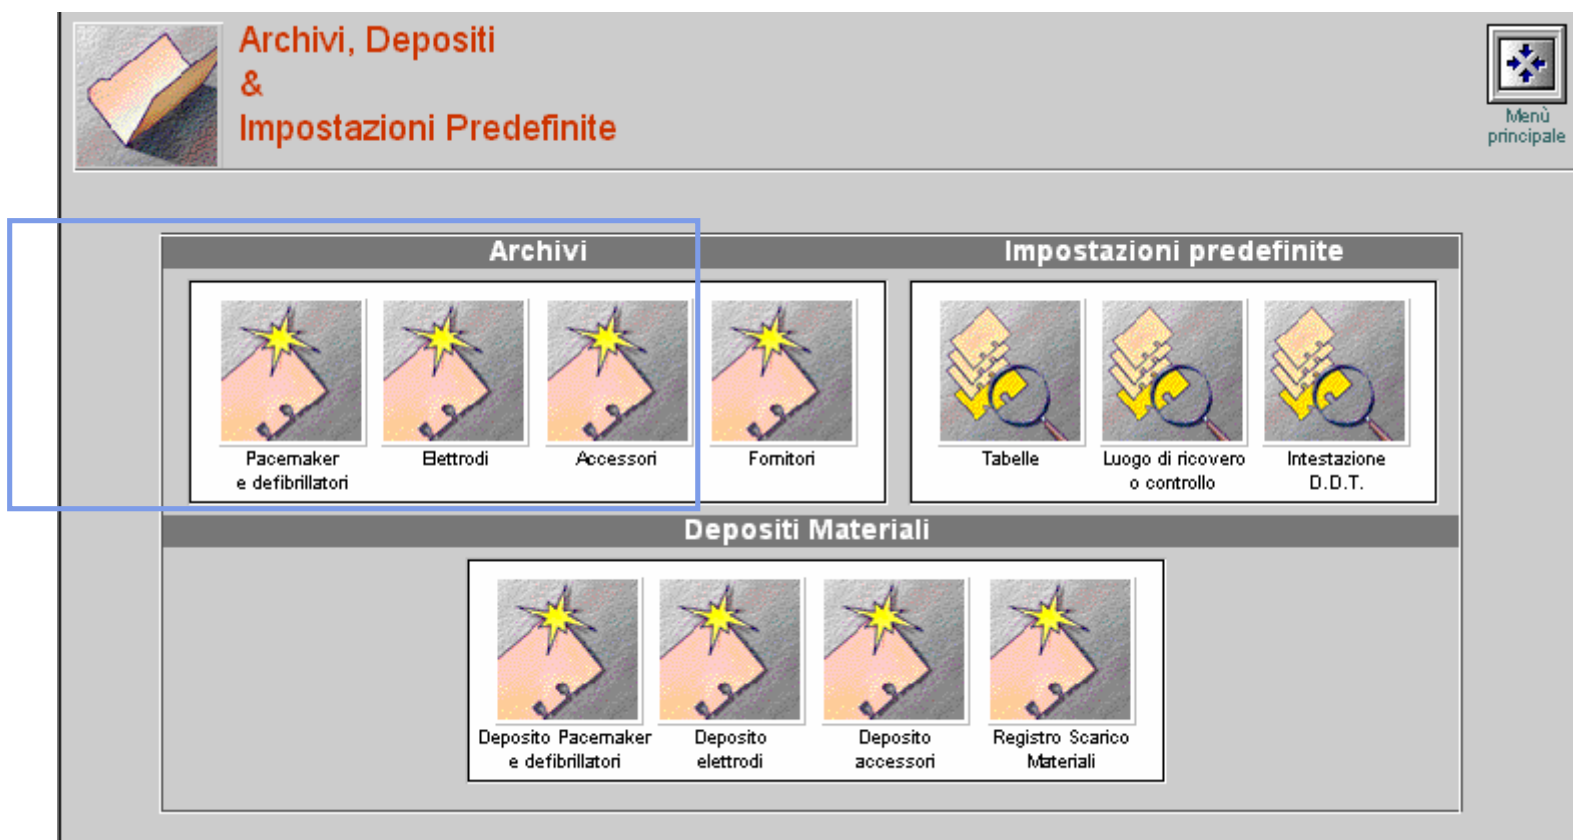 Archivi, Depositi
&
Impostazioni Predefinite
Menù
principale
Archivi
Impostazioni predefinite
Pacemaker
e defibrillatori
Elettrodi
Accessori
Fornitori
Tabelle
Luogo di ricovero
o controllo
Intestazione
D.D.T.
Depositi Materiali
Deposito Pacemaker
e defibrillatori
Deposito
elettrodi
Deposito
accessori
Registro Scarico
Materiali